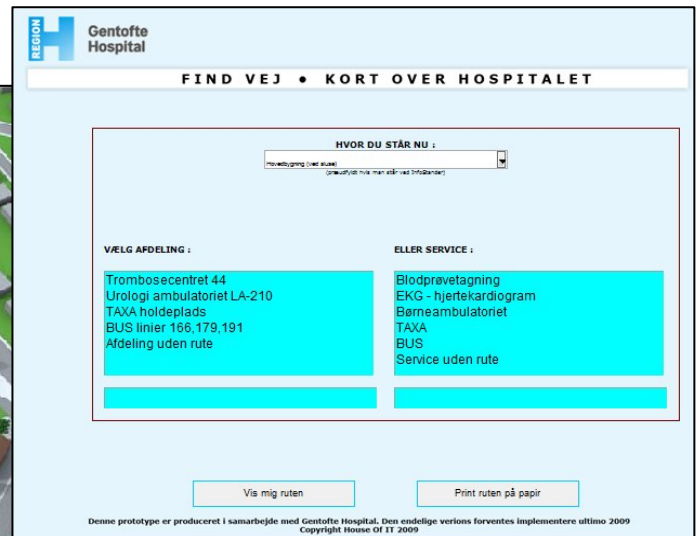 REGION
H
Gentofte
Hospital
FIND VEJ • KORT OVER HOSPITALET
HVOR DU STÅR NU :
Hovedbygning (ved sluse)
(præudfyldt hvis man står ved InfoStander)
VÆLG AFDELING :
Trombosecentret 44
Urologi ambulatoriet LA-210
TAXA holdeplads
BUS linier 166,179,191
Afdeling uden rute
ELLER SERVICE :
Blodprøvetagning
EKG - hjertekardiogram
Børneambulatoriet
TAXA
BUS
Service uden rute
Vis mig ruten
Print ruten på papir
Denne prototype er produceret i samarbejde med Gentofte Hospital. Den endelige verions forventes implementere ultimo 2009
Copyright House Of IT 2009